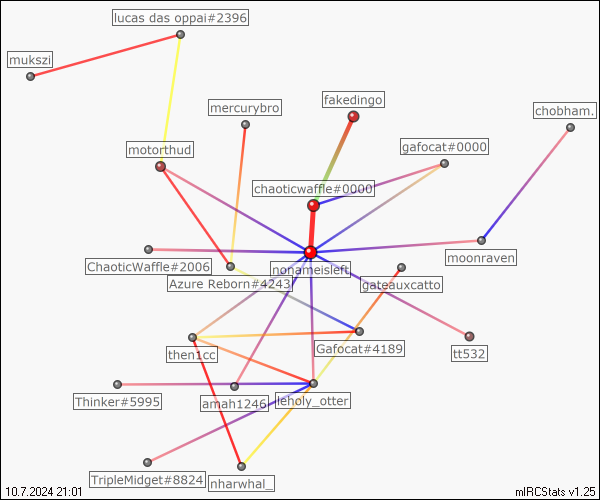 lucas das oppai#2396
mukszi
mercurybro
fakedingo
chobham.
motorthud
gafocat#0000
chaoticwaffle#0000
ChaoticWaffle#2006
nonameisleft
moonraven
Azure Reborn#4243
gateauxcatto
then1cc
Gafocat#4189
tt532
Thinker#5995
amah1246
leholy_otter
TripleMidget#8824
nharwhal_
10.7.2024 21:01
mIRCStats v1.25